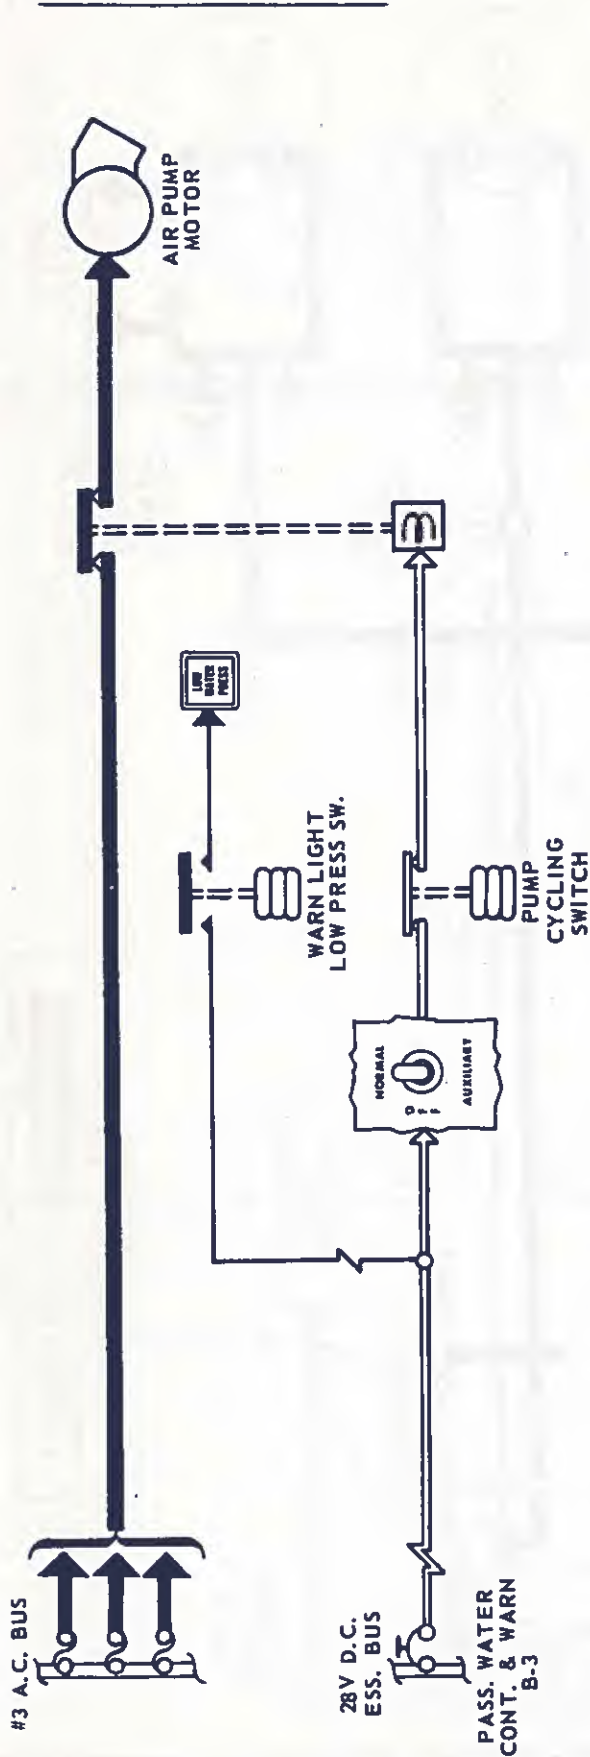 #3 A.C. BUS
AIR PUMP
MOTOR
LOW
WATER
PRESS
WARN LIGHT
LOW PRESS SW.
28V D.C.
ESS. BUS
PASS. WATER
CONT. & WARN
B-3
NORMAL
OFF
AUXILIARY
PUMP
CYCLING
SWITCH